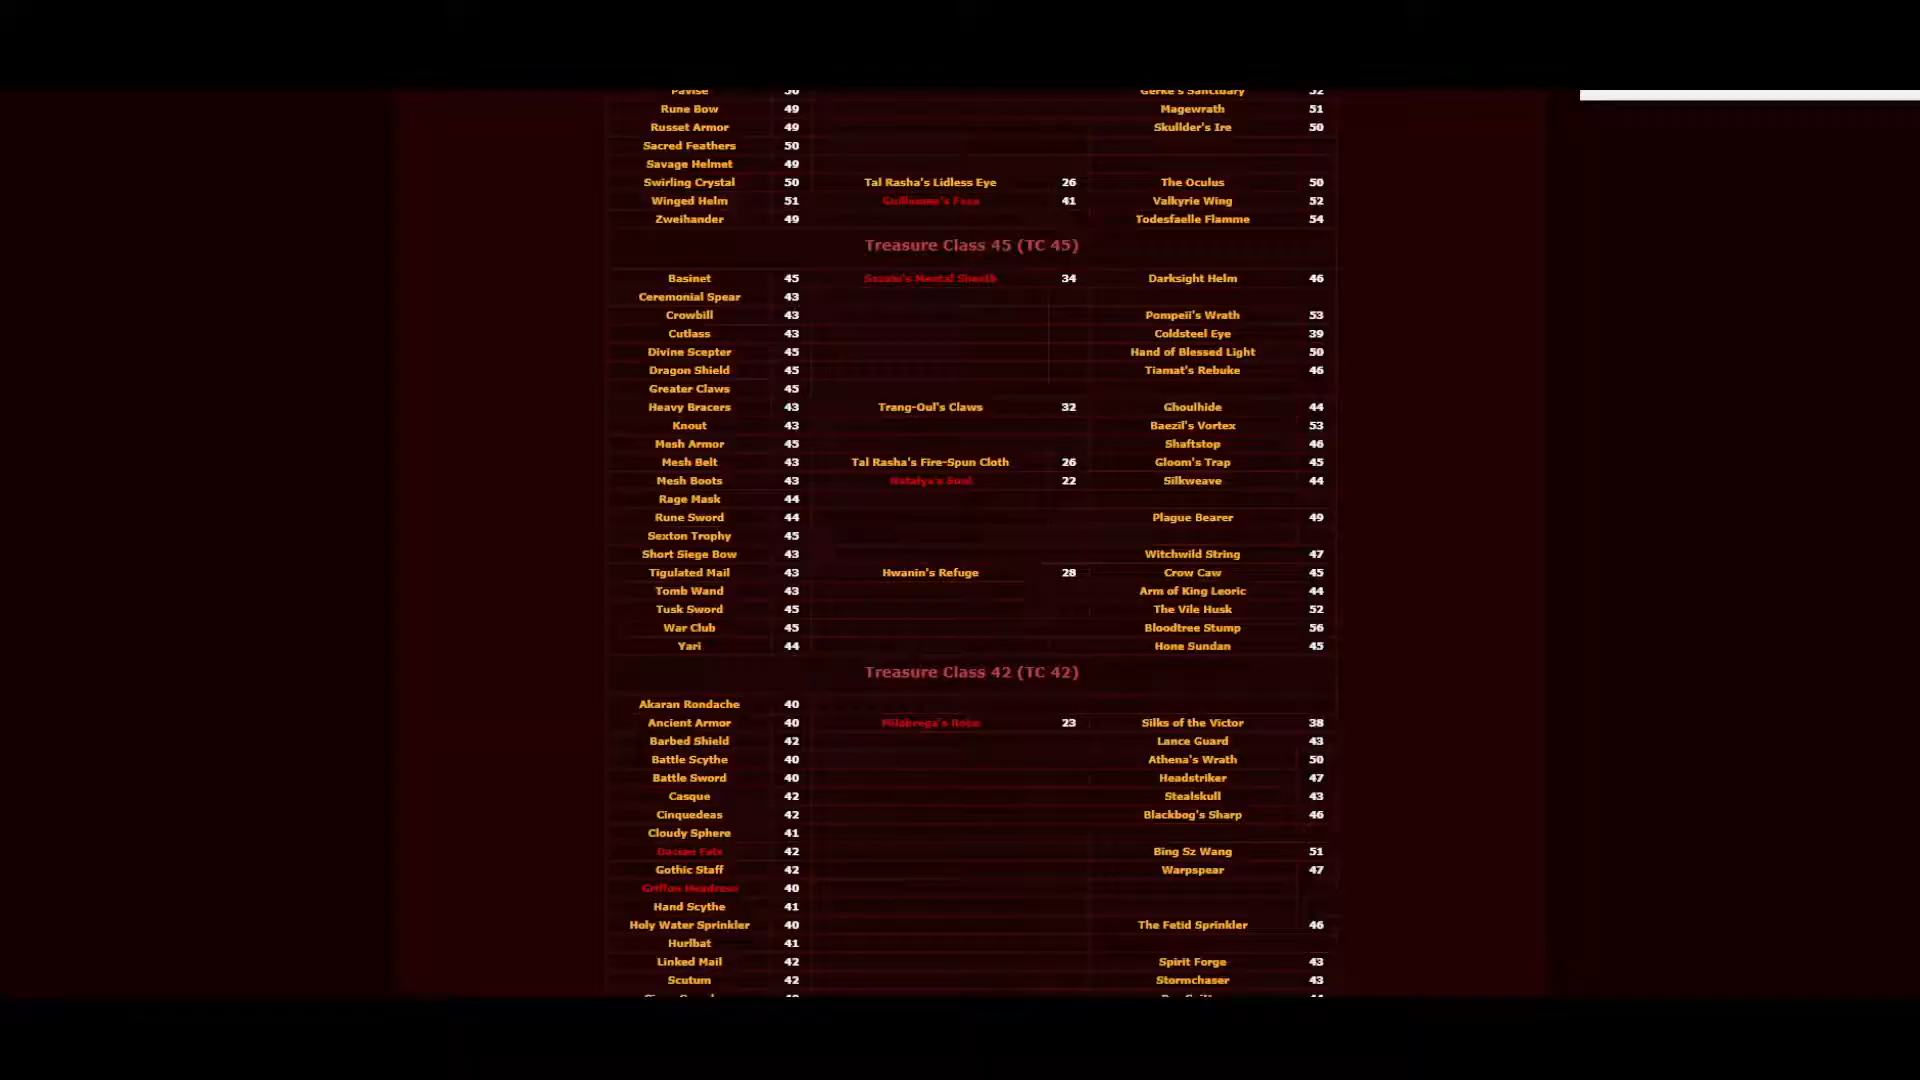 Rune Bow 49 Magewrath 51
Russet Armor 49 Skullder's Ire 50
Sacred Feathers 50
Savage Helmet 49
Swirling Crystal 50 Tal Rasha's Lidless Eye 26 The Oculus 50
Winged Helm 51 Guillaume's Face 41 Valkyrie Wing 52
Zweihander 49 Todesfaelle Flamme 54
Treasure Class 45 (TC 45)
Basinet 45 Sazabi's Mental Sheath 34 Darksight Helm 46
Ceremonial Spear 43
Crowbill 43 Pompeii's Wrath 53
Cutlass 43 Coldsteel Eye 39
Divine Scepter 45 Hand of Blessed Light 50
Dragon Shield 45 Tiamat's Rebuke 46
Greater Claws 45
Heavy Bracers 43 Trang-Oul's Claws 32 Ghoulhide 44
Knout 43 Baezil's Vortex 53
Mesh Armor 45 Shaftstop 46
Mesh Belt 43 Tal Rasha's Fire-Spun Cloth 26 Gloom's Trap 45
Mesh Boots 43 Natalya's Soul 22 Silkweave 44
Rage Mask 44
Rune Sword 44 Plague Bearer 49
Sexton Trophy 45
Short Siege Bow 43 Witchwild String 47
Tigulated Mail 43 Hwanin's Refuge 28 Crow Caw 45
Tomb Wand 43 Arm of King Leoric 44
Tusk Sword 45 The Vile Husk 52
War Club 45 Bloodtree Stump 56
Yari 44 Hone Sundan 45
Treasure Class 42 (TC 42)
Akaran Rondache 40
Ancient Armor 40 Milabrega's Robe 23 Silks of the Victor 38
Barbed Shield 42 Lance Guard 43
Battle Scythe 40 Athena's Wrath 50
Battle Sword 40 Headstriker 47
Casque 42 Stealskull 43
Cinquedeas 42 Blackbog's Sharp 46
Cloudy Sphere 41
Dacian Falx 42 Bing Sz Wang 51
Gothic Staff 42 Warpspear 47
Griffon Headress 40
Hand Scythe 41
Holy Water Sprinkler 40 The Fetid Sprinkler 46
Hurlbat 41
Linked Mail 42 Spirit Forge 43
Scutum 42 Stormchaser 43